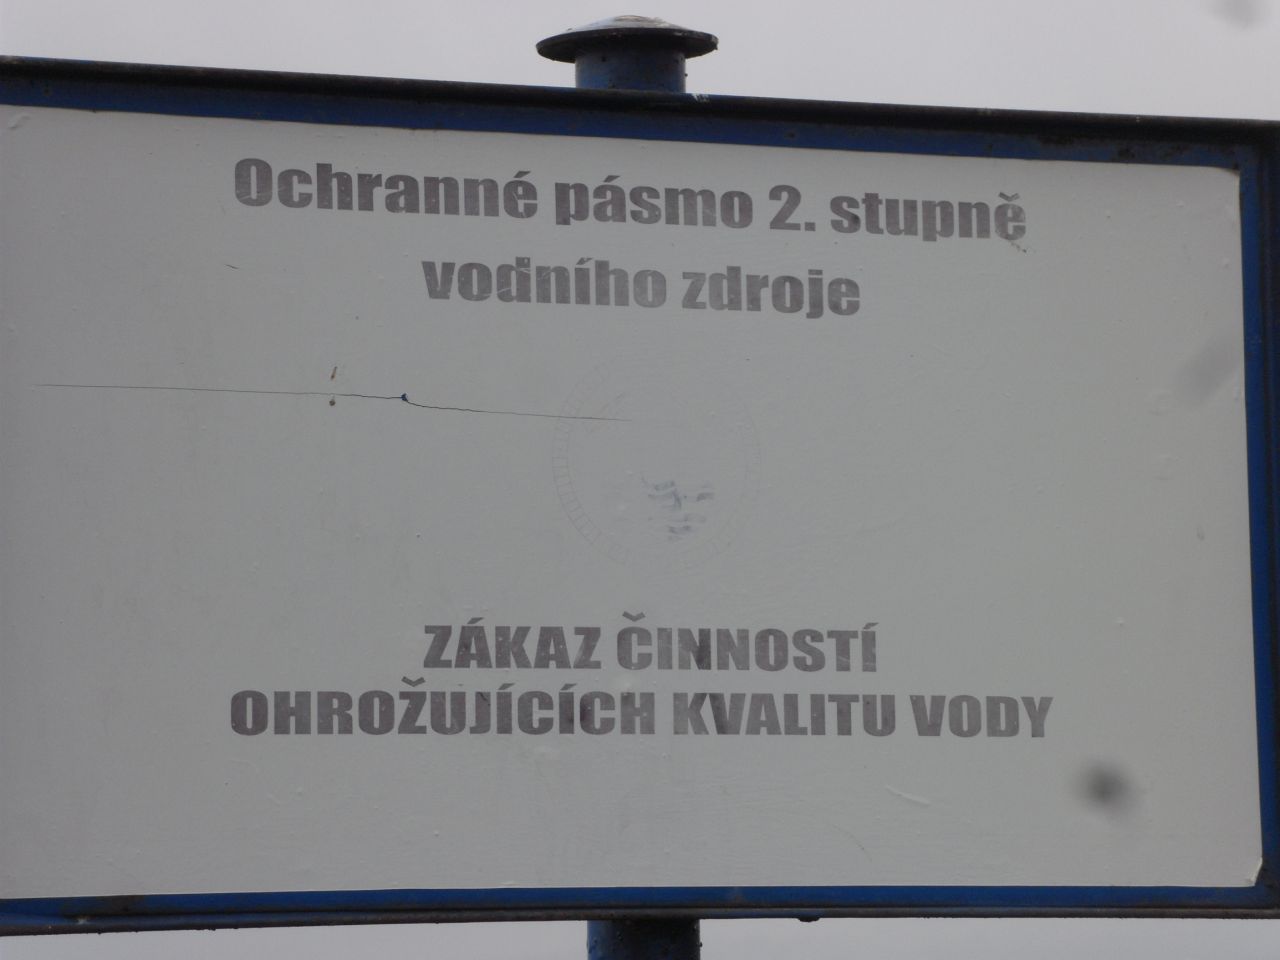 Ochranné pásmo 2. stupně
vodního zdroje
ZÁKAZ ČINNOSTÍ
OHROŽUJÍCÍCH KVALITU VODY